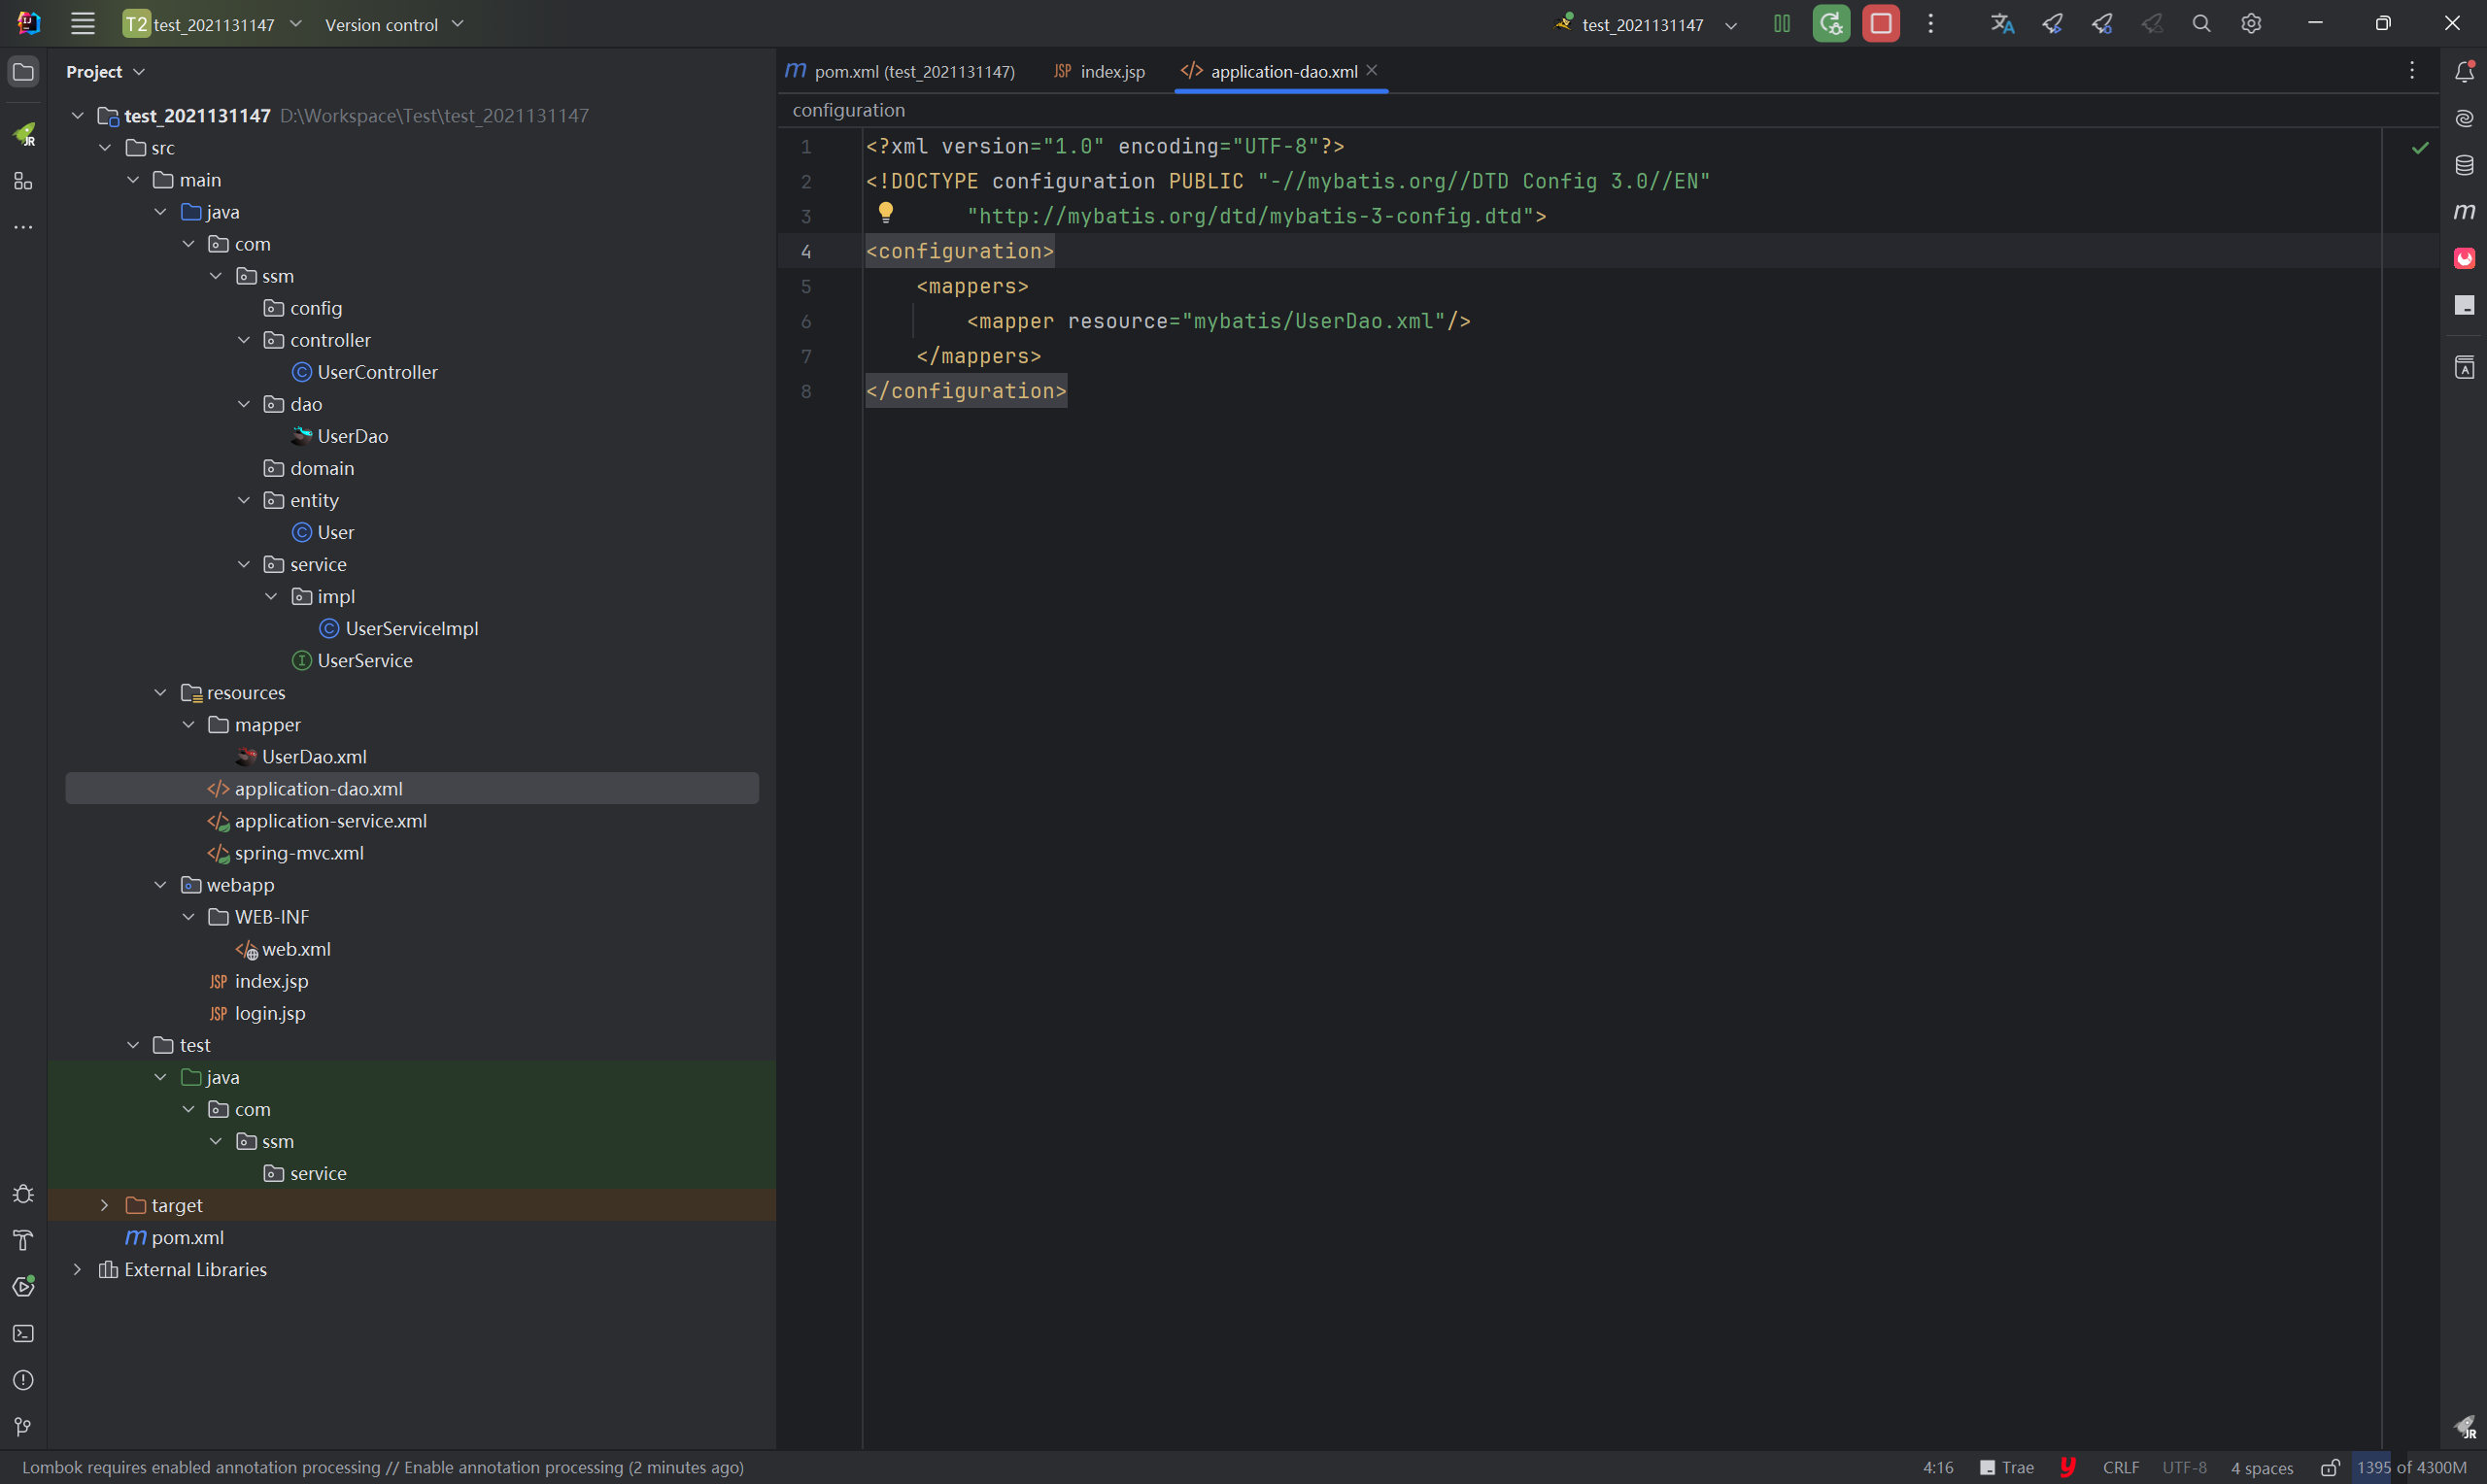 T2 test_2021131147 Version control test_2021131147
Project
test_2021131147 D:\Workspace\Test\test_2021131147
src
main
java
com
ssm
config
controller
UserController
dao
UserDao
domain
entity
User
service
impl
UserServiceImpl
UserService
resources
mapper
UserDao.xml
application-dao.xml
application-service.xml
spring-mvc.xml
webapp
WEB-INF
web.xml
JSP index.jsp
JSP login.jsp
test
java
com
ssm
service
target
m pom.xml
External Libraries
m pom.xml (test_2021131147) JSP index.jsp </> application-dao.xml
configuration
1 <?xml version="1.0" encoding="UTF-8"?>
2 <!DOCTYPE configuration PUBLIC "-//mybatis.org//DTD Config 3.0//EN"
3 "http://mybatis.org/dtd/mybatis-3-config.dtd">
4 <configuration>
5 <mappers>
6 <mapper resource="mybatis/UserDao.xml"/>
7 </mappers>
8 </configuration>
Lombok requires enabled annotation processing // Enable annotation processing (2 minutes ago)
4:16 Trae y CRLF UTF-8 4 spaces 1395 of 4300M